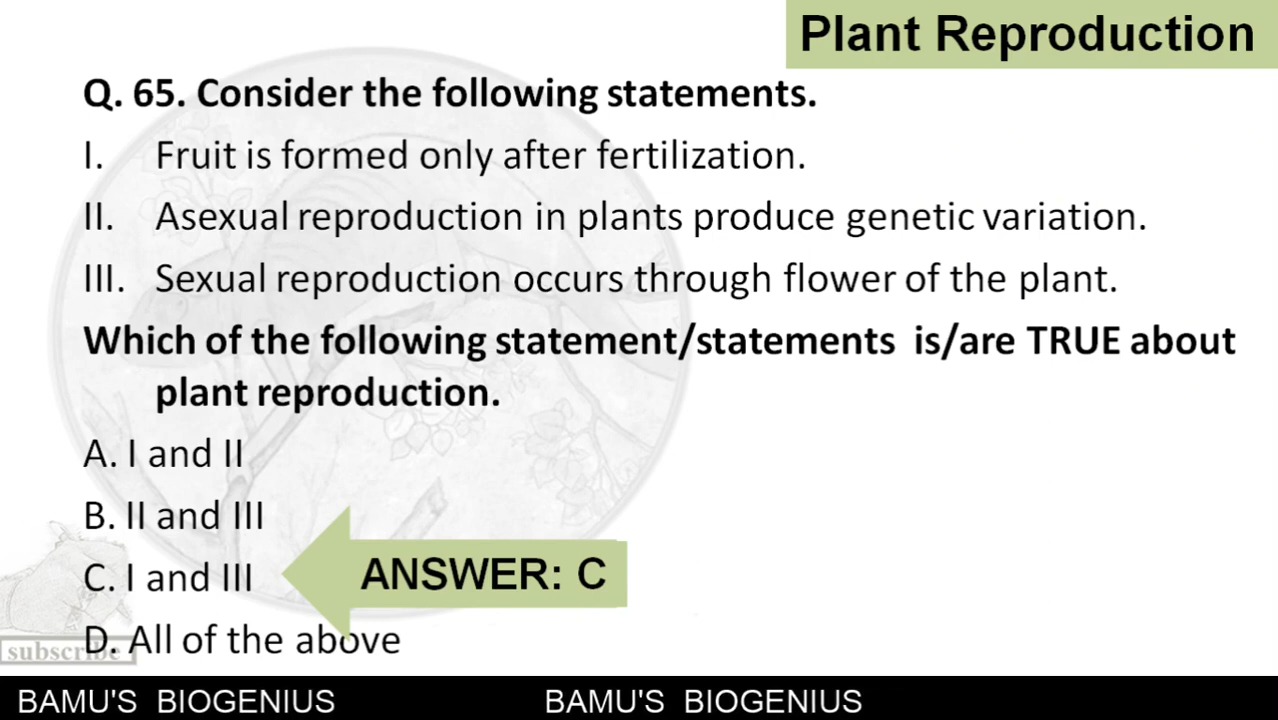 Plant Reproduction
Q. 65. Consider the following statements.
I. Fruit is formed only after fertilization.
II. Asexual reproduction in plants produce genetic variation.
III. Sexual reproduction occurs through flower of the plant.
Which of the following statement/statements is/are TRUE about
plant reproduction.
A. I and II
B. II and III
C. I and III
ANSWER: C
D. All of the above
subscribe
BAMU'S BIOGENIUS BAMU'S BIOGENIUS